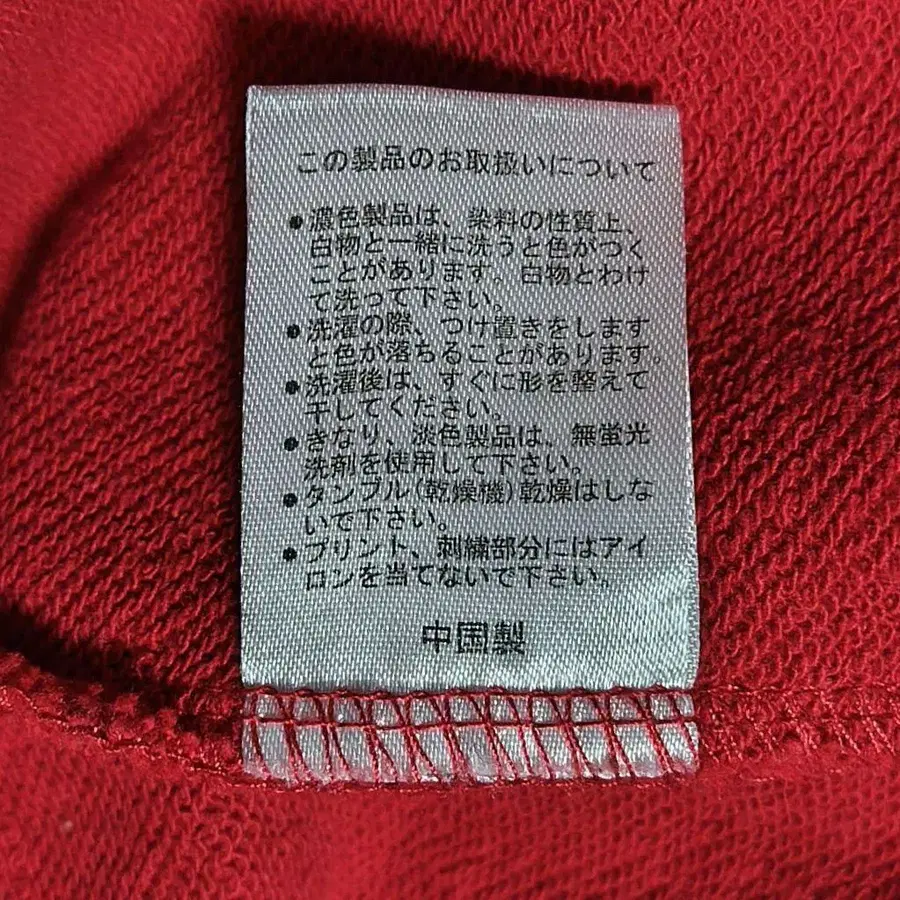 この製品のお取扱いについて
●濃色製品は、染料の性質上、
白物と一緒に洗うと色がつく
ことがあります。白物とわけ
て洗って下さい。
●洗濯の際、つけ置きをします
と色が落ちることがあります。
●洗濯後は、すぐに形を整えて
干してください。
●きなり、淡色製品は、無蛍光
洗剤を使用して下さい。
●タンブル(乾燥機)乾燥はしな
いで下さい。
●プリント、刺繍部分にはアイ
ロンを当てないで下さい。
中国製